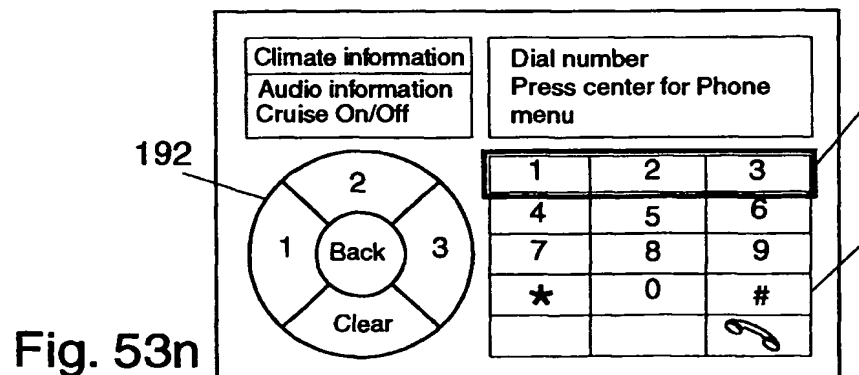 Climate information
Audio information
Cruise On/Off
Dial number
Press center for Phone
menu
192
2
1 Back 3
Clear
1 2 3
4 5 6
7 8 9
* 0 #
Fig. 53n